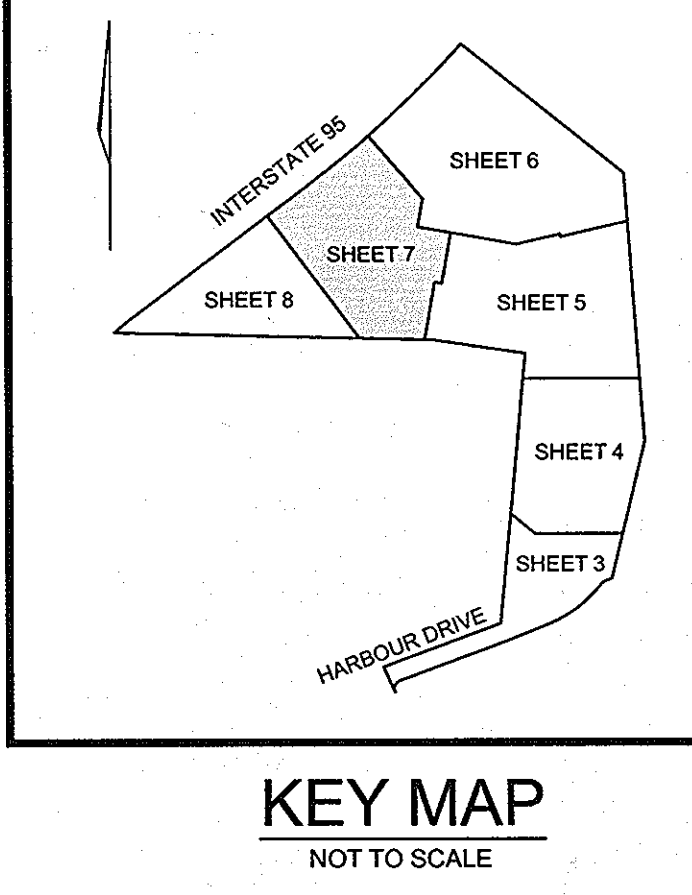 INTERSTATE 95
SHEET 6
SHEET 7
SHEET 8
SHEET 5
SHEET 4
SHEET 3
HARBOUR DRIVE
KEY MAP
NOT TO SCALE